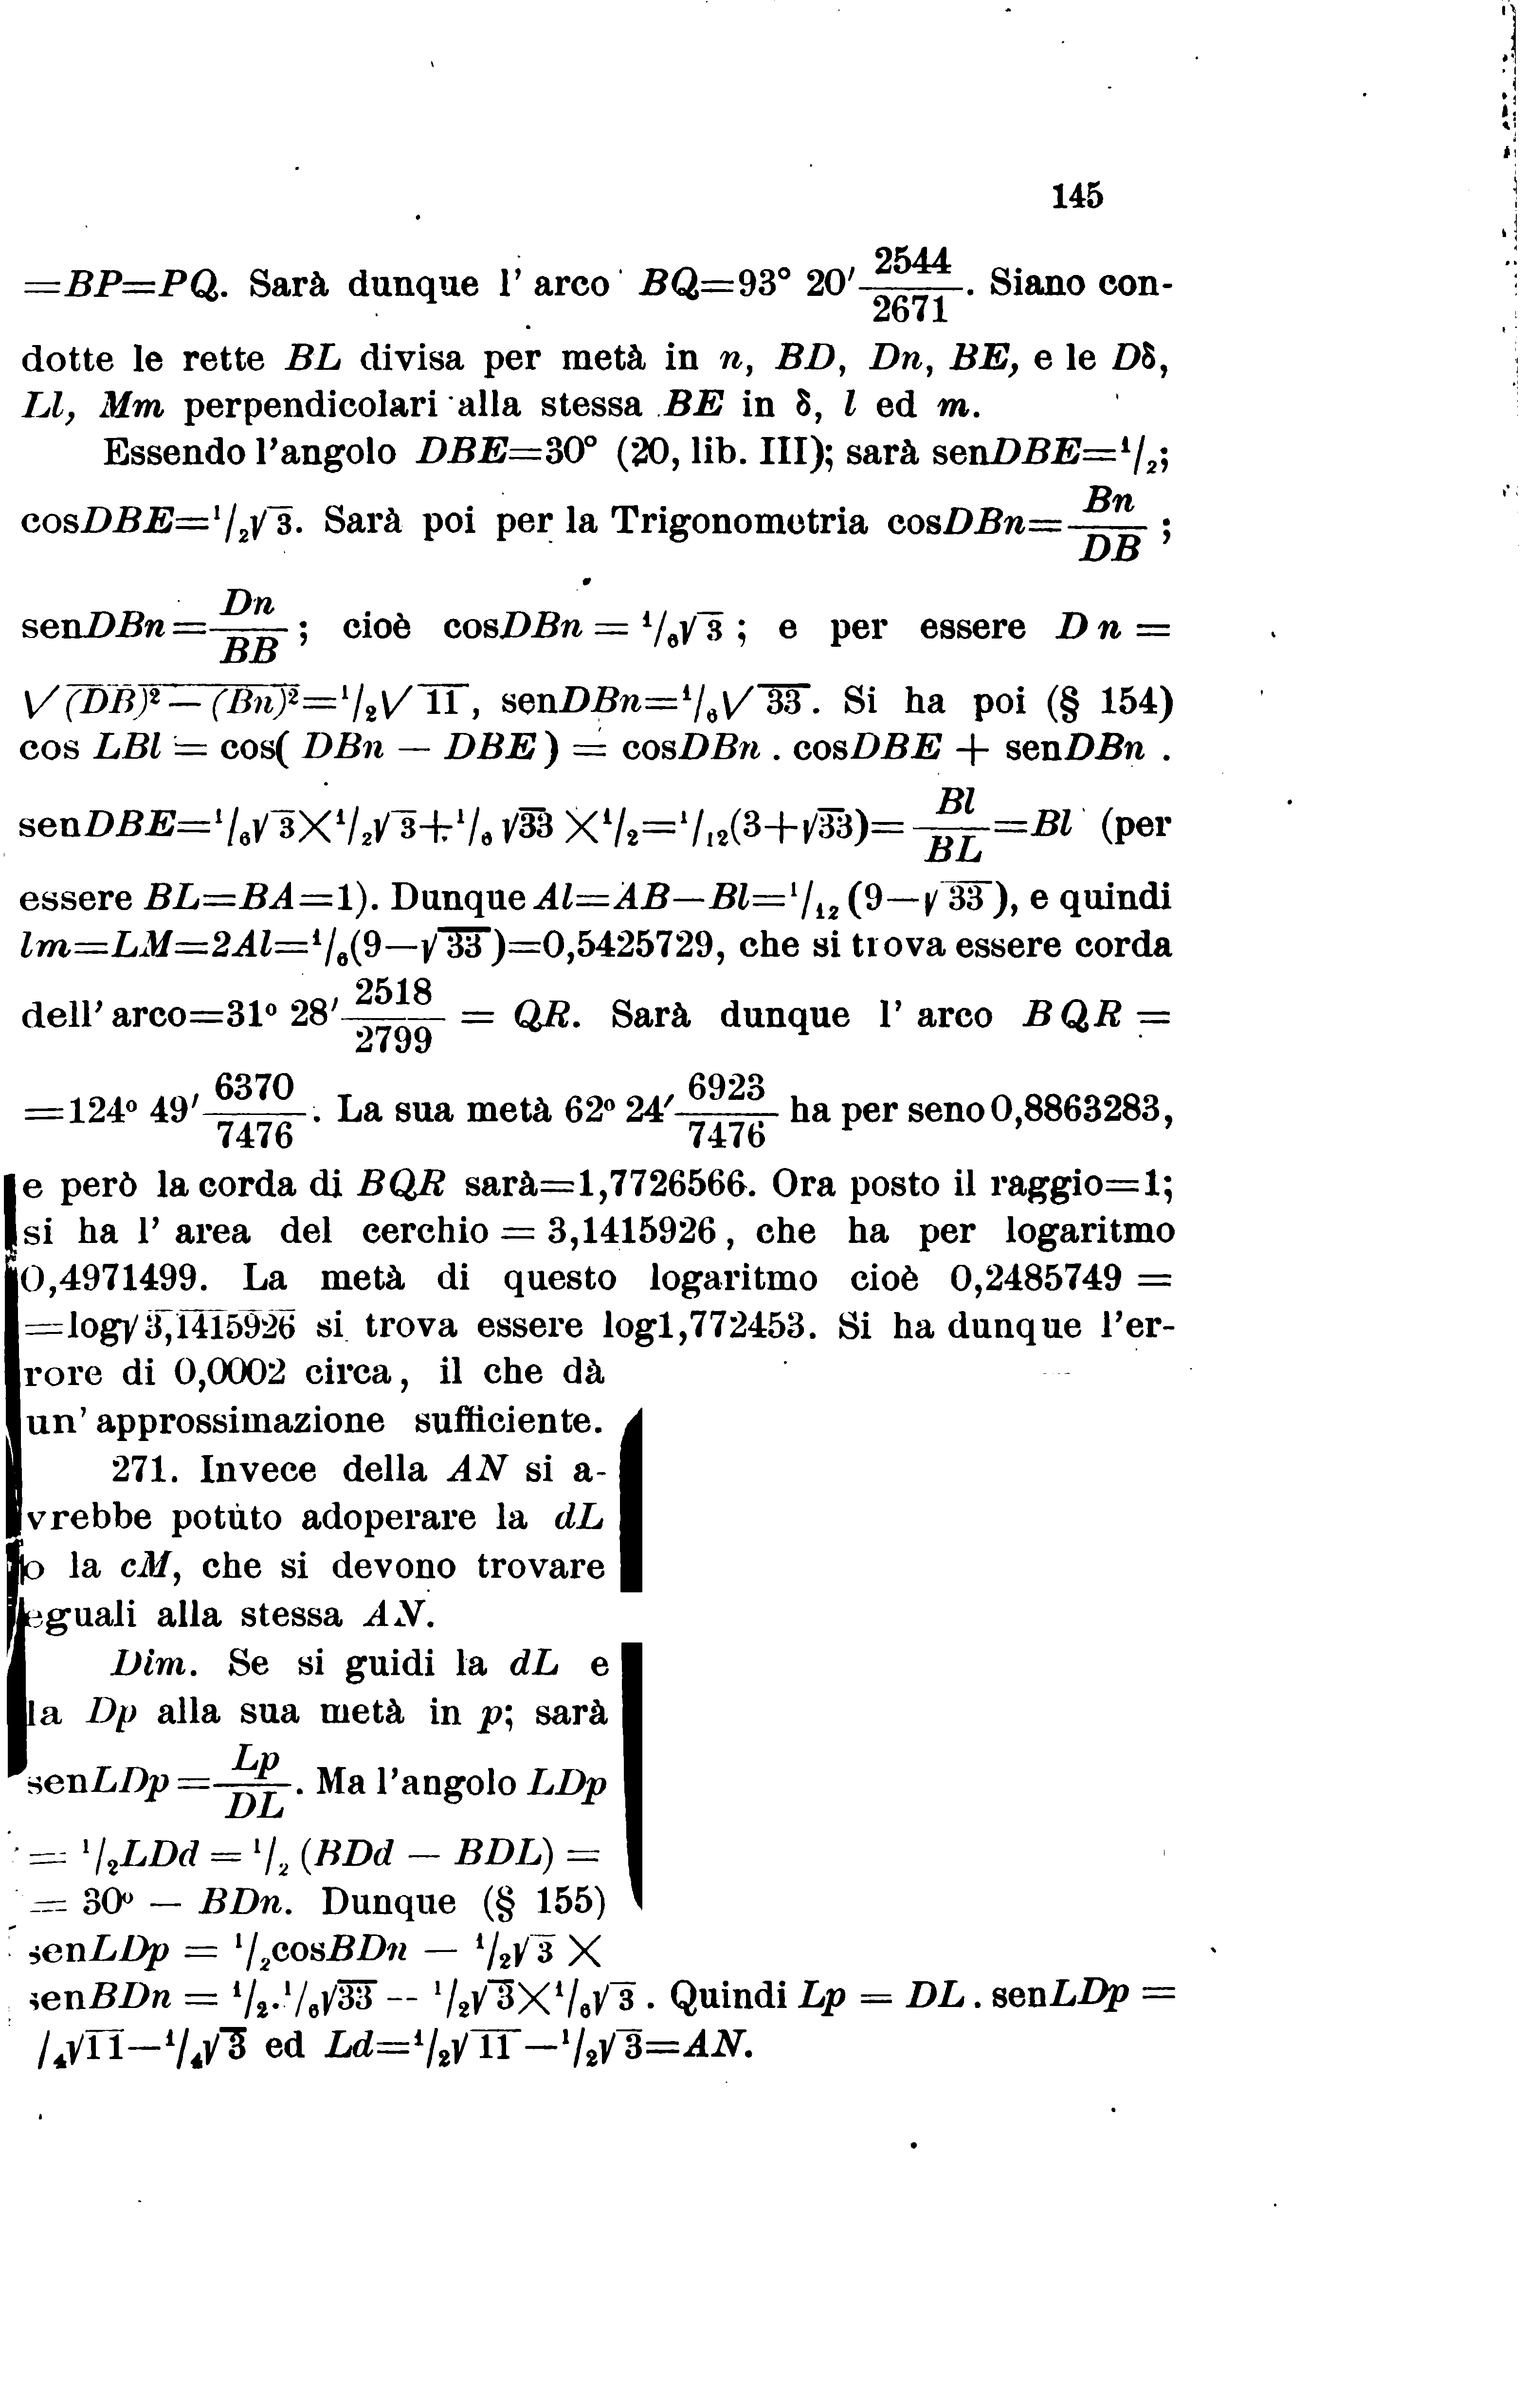 145
=BP=PQ. Sarà dunque l' arco BQ=93° 20' 2544/2671. Siano con-
dotte le rette BL divisa per metà in n, BD, Dn, BE, e le Dδ,
Ll, Mm perpendicolari alla stessa BE in δ, l ed m.
Essendo l'angolo DBE=30° (20, lib. III); sarà senDBE=1/2;
cosDBE=1/2√3. Sarà poi per la Trigonometria cosDBn=Bn/DB;
senDBn=Dn/BB; cioè cosDBn = 1/6√3; e per essere Dn =
√(DB)²—(Bn)²=1/2√11, senDBn=1/6√33. Si ha poi (§ 154)
cos LBl = cos( DBn — DBE ) = cosDBn . cosDBE + senDBn .
senDBE=1/6√3×1/2√3+1/6 √33 ×1/2=1/12(3+√33)=Bl/BL=Bl (per
essere BL=BA=1). Dunque Al=AB—Bl=1/12 (9—√33), e quindi
lm=LM=2Al=1/6(9—√33)=0,5425729, che si trova essere corda
dell' arco=31° 28' 2518/2799 = QR. Sarà dunque l' arco BQR =
=124° 49' 6370/7476. La sua metà 62° 24' 6923/7476 ha per seno 0,8863283,
e però la corda di BQR sarà=1,7726566. Ora posto il raggio=1;
si ha l' area del cerchio = 3,1415926, che ha per logaritmo
0,4971499. La metà di questo logaritmo cioè 0,2485749 =
=log√3,1415926 si trova essere log1,772453. Si ha dunque l'er-
rore di 0,0002 circa, il che dà
un' approssimazione sufficiente.
271. Invece della AN si a-
vrebbe potuto adoperare la dL
o la cM, che si devono trovare
eguali alla stessa AN.
Dim. Se si guidi la dL e
la Dp alla sua metà in p; sarà
senLDp=Lp/DL. Ma l'angolo LDp
= 1/2LDd = 1/2 (BDd — BDL) =
= 30° — BDn. Dunque (§ 155)
senLDp = 1/2cosBDn — 1/2√3 ×
senBDn = 1/2.1/6√33 — 1/2√3×1/6√3. Quindi Lp = DL. senLDp =
/4√11—1/4√3 ed Ld=1/2√11—1/2√3=AN.